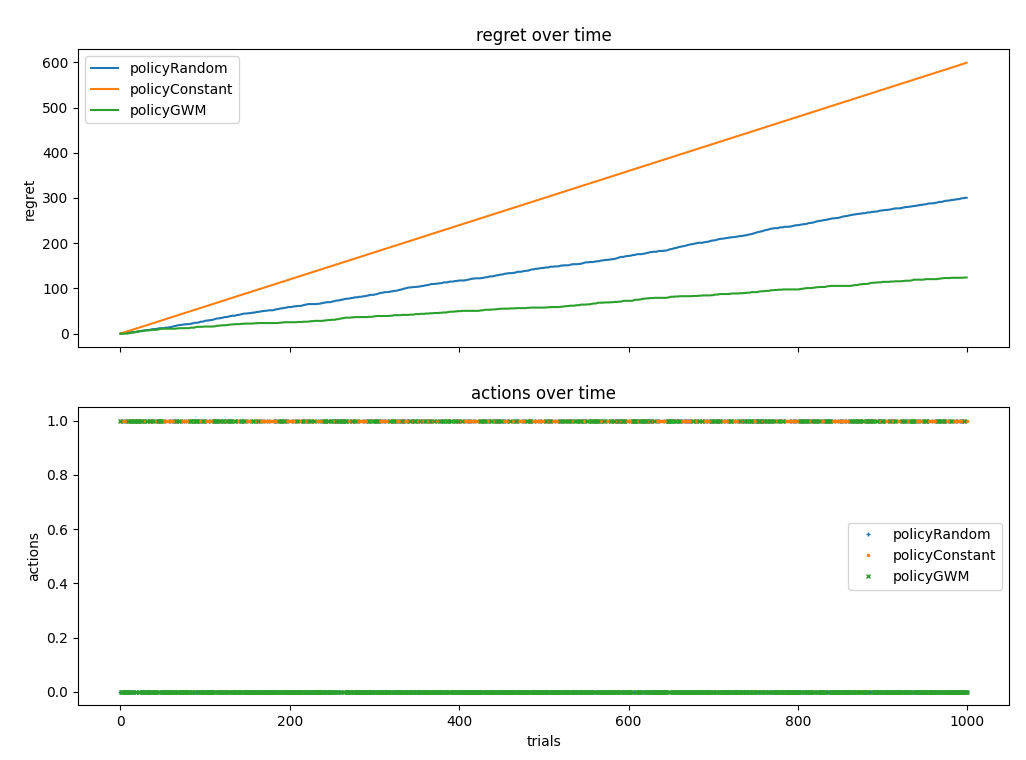 regret over time
600
500
400
300
200
100
0
regret
policyRandom
policyConstant
policyGWM
actions over time
1.0
0.8
0.6
0.4
0.2
0.0
actions
policyRandom
policyConstant
policyGWM
0 200 400 600 800 1000
trials